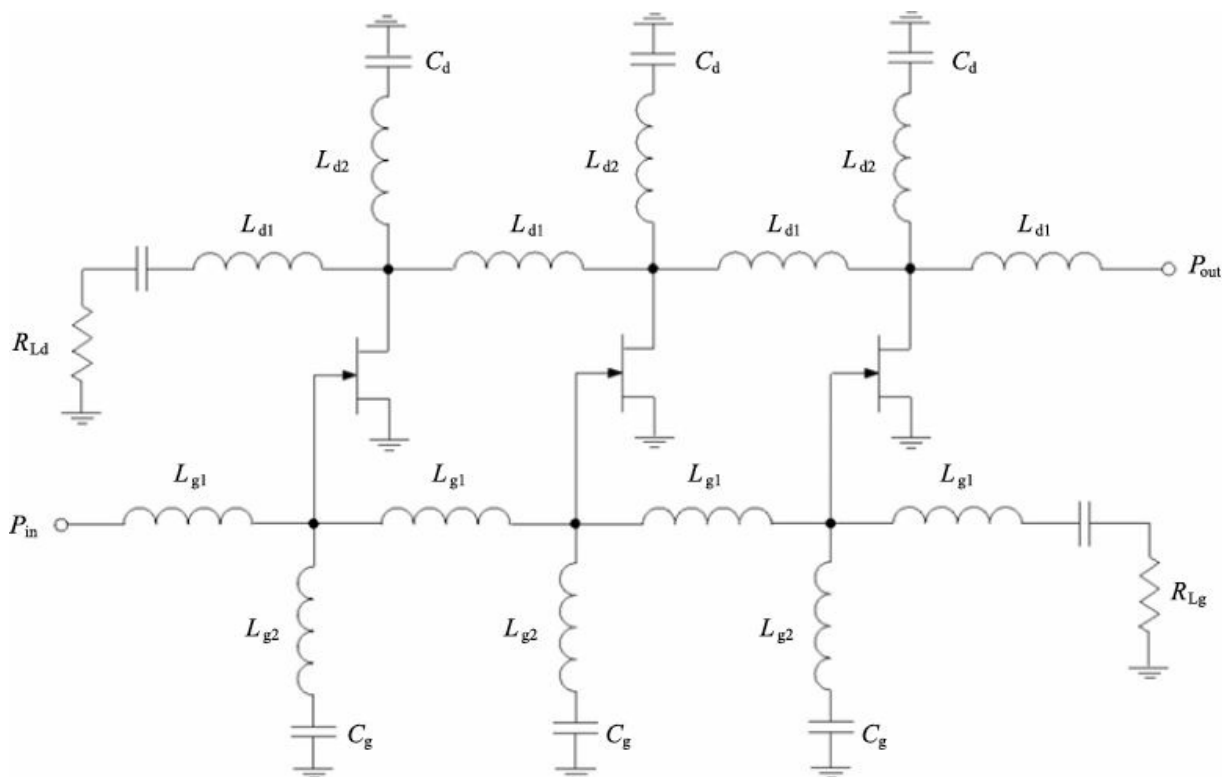 C_d C_d C_d
L_d2 L_d2 L_d2
L_d1 L_d1 L_d1 L_d1
P_out
R_Ld
L_g1 L_g1 L_g1 L_g1
P_in
R_Lg
L_g2 L_g2 L_g2
C_g C_g C_g